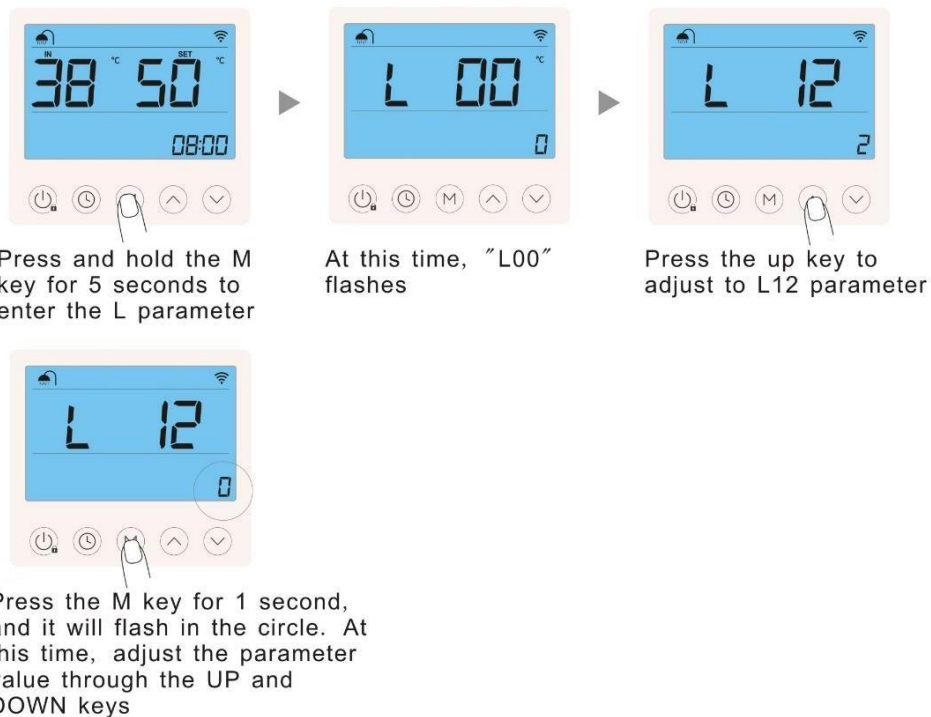 IN SET
38 °C 50 °C
08:00
M
Press and hold the M
key for 5 seconds to
enter the L parameter
L 00 °C
0
M
At this time, "L00"
flashes
L 12
2
M
Press the up key to
adjust to L12 parameter
L 12
0
Press the M key for 1 second,
and it will flash in the circle. At
this time, adjust the parameter
value through the UP and
DOWN keys